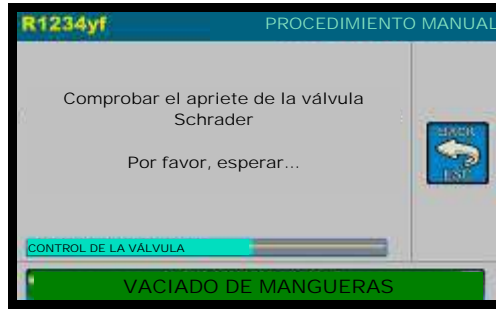 R1234yf
PROCEDIMIENTO MANUAL
Comprobar el apriete de la válvula
Schrader
Por favor, esperar...
BACK
CONTROL DE LA VÁLVULA
VACIADO DE MANGUERAS